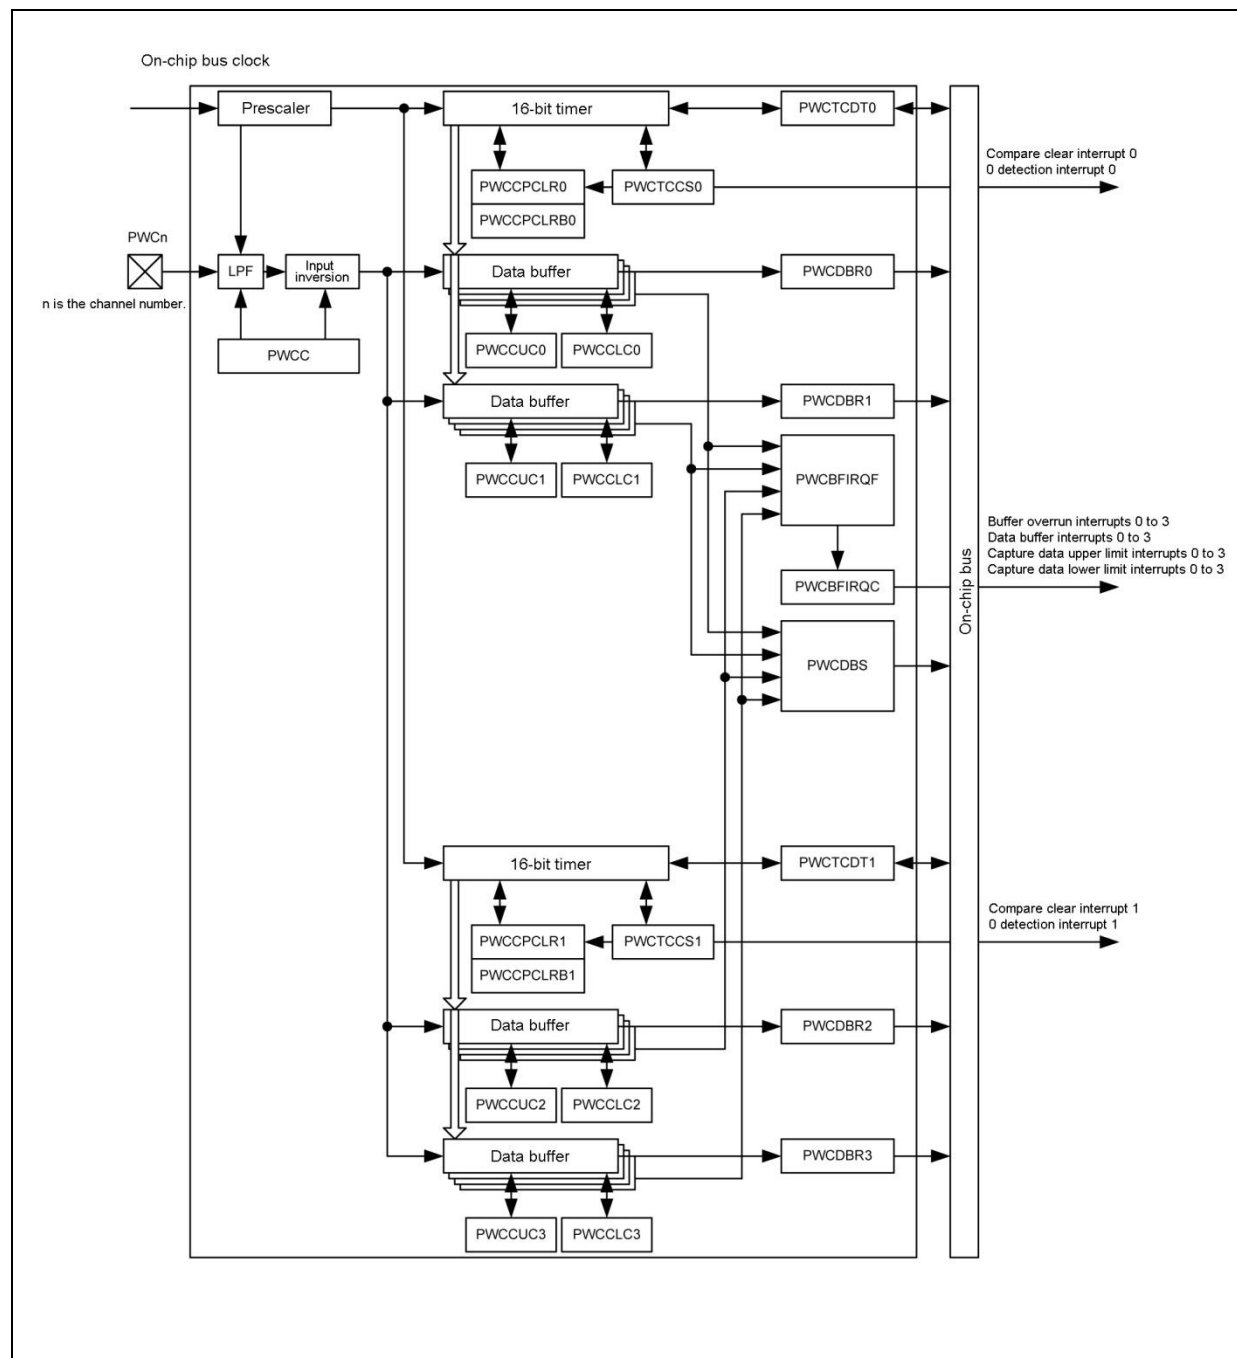 On-chip bus clock
Prescaler
16-bit timer
PWCTCDT0
PWCCPCLR0
PWCTCCS0
PWCCPCLRB0
Compare clear interrupt 0
0 detection interrupt 0
PWCn
LPF
Input
inversion
Data buffer
PWCDBR0
n is the channel number.
PWCC
PWCCUC0
PWCCLC0
Data buffer
PWCDBR1
PWCCUC1
PWCCLC1
PWCBFIRQF
PWCBFIRQC
Buffer overrun interrupts 0 to 3
Data buffer interrupts 0 to 3
Capture data upper limit interrupts 0 to 3
Capture data lower limit interrupts 0 to 3
On-chip bus
PWCDBS
16-bit timer
PWCTCDT1
PWCCPCLR1
PWCTCCS1
PWCCPCLRB1
Compare clear interrupt 1
0 detection interrupt 1
Data buffer
PWCDBR2
PWCCUC2
PWCCLC2
Data buffer
PWCDBR3
PWCCUC3
PWCCLC3